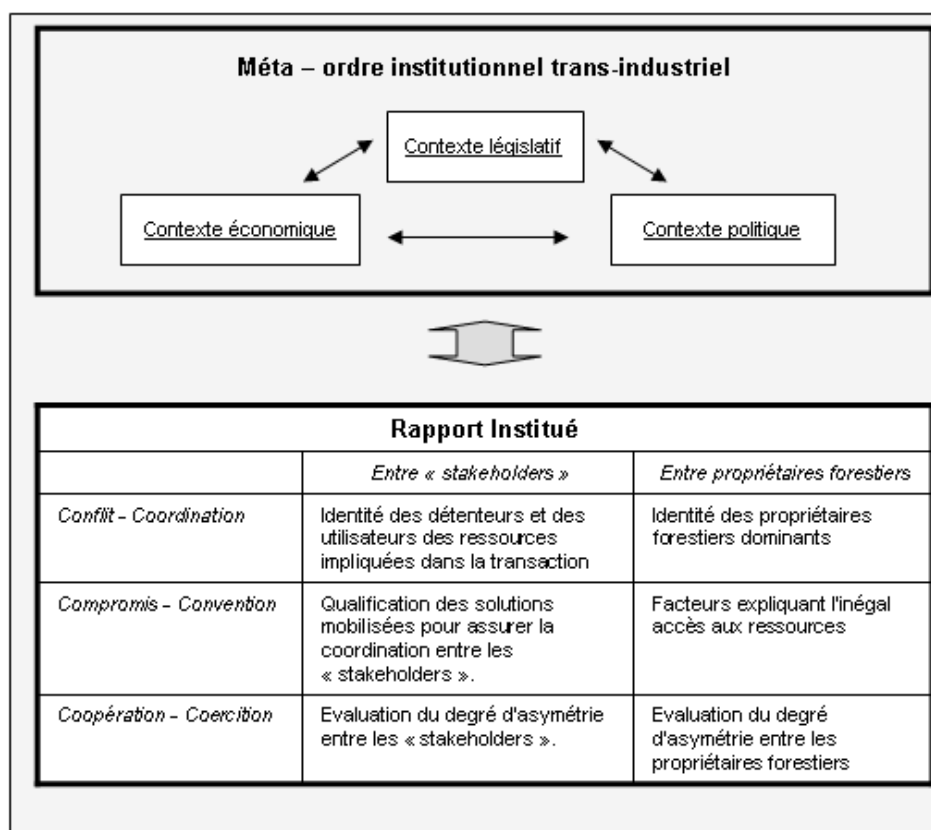 Méta – ordre institutionnel trans-industriel
Contexte législatif
Contexte économique
Contexte politique
Rapport Institué
Entre « stakeholders »
Entre propriétaires forestiers
Conflit – Coordination
Identité des détenteurs et des
utilisateurs des ressources
impliquées dans la transaction
Identité des propriétaires
forestiers dominants
Compromis – Convention
Qualification des solutions
mobilisées pour assurer la
coordination entre les
« stakeholders ».
Facteurs expliquant l'inégal
accès aux ressources
Coopération – Coercition
Evaluation du degré d'asymétrie
entre les « stakeholders ».
Evaluation du degré
d'asymétrie entre les
propriétaires forestiers